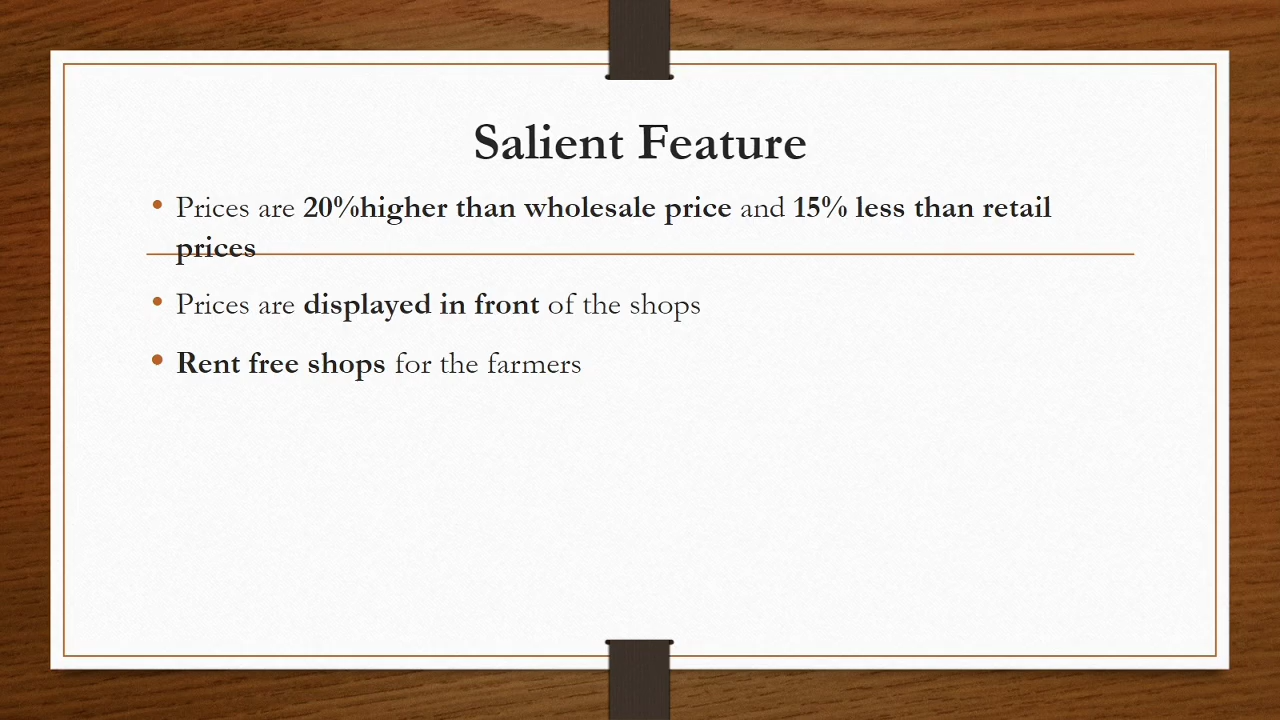 Salient Feature
• Prices are 20%higher than wholesale price and 15% less than retail
prices
• Prices are displayed in front of the shops
• Rent free shops for the farmers